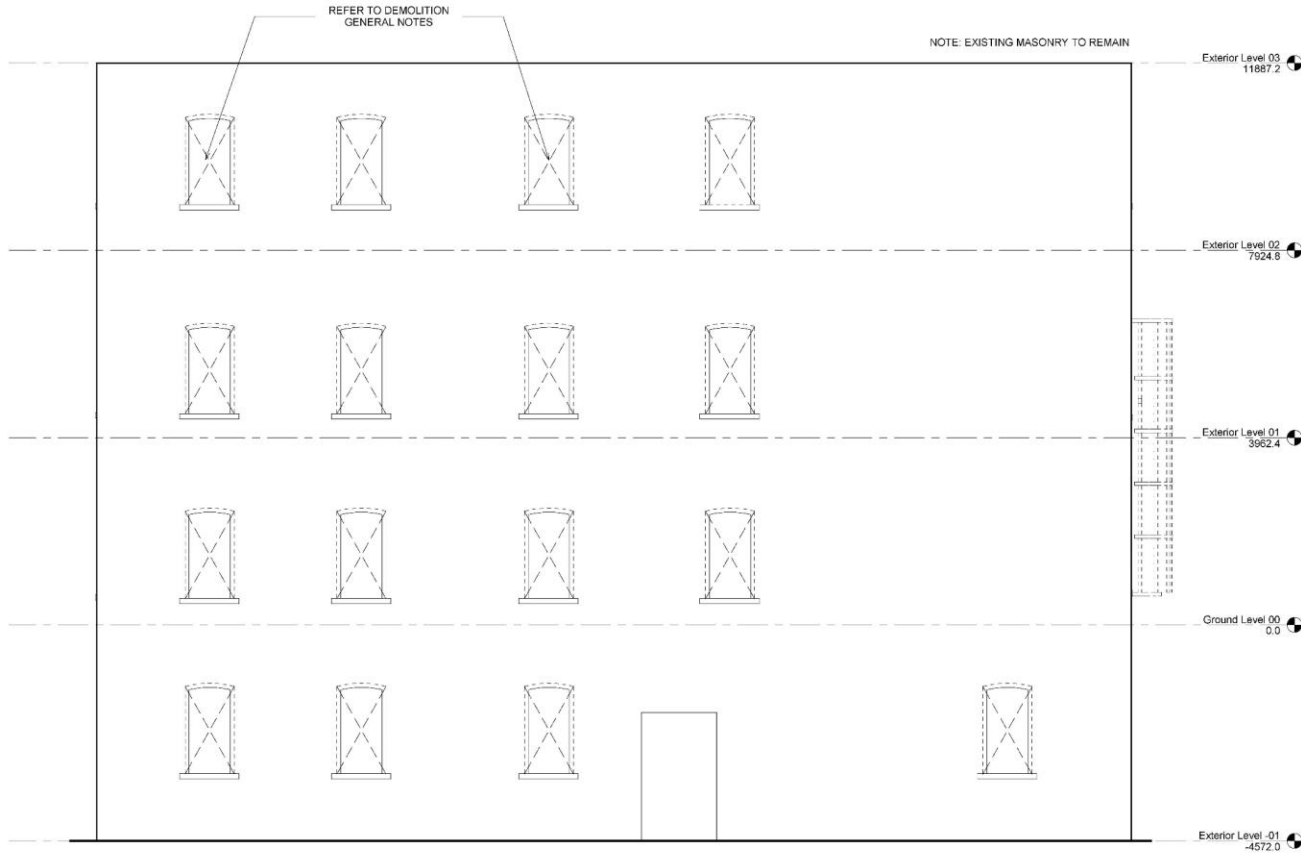 REFER TO DEMOLITION
GENERAL NOTES
NOTE: EXISTING MASONRY TO REMAIN
Exterior Level 03
11887.2
Exterior Level 02
7924.8
Exterior Level 01
3962.4
Ground Level 00
0.0
Exterior Level -01
-4572.0